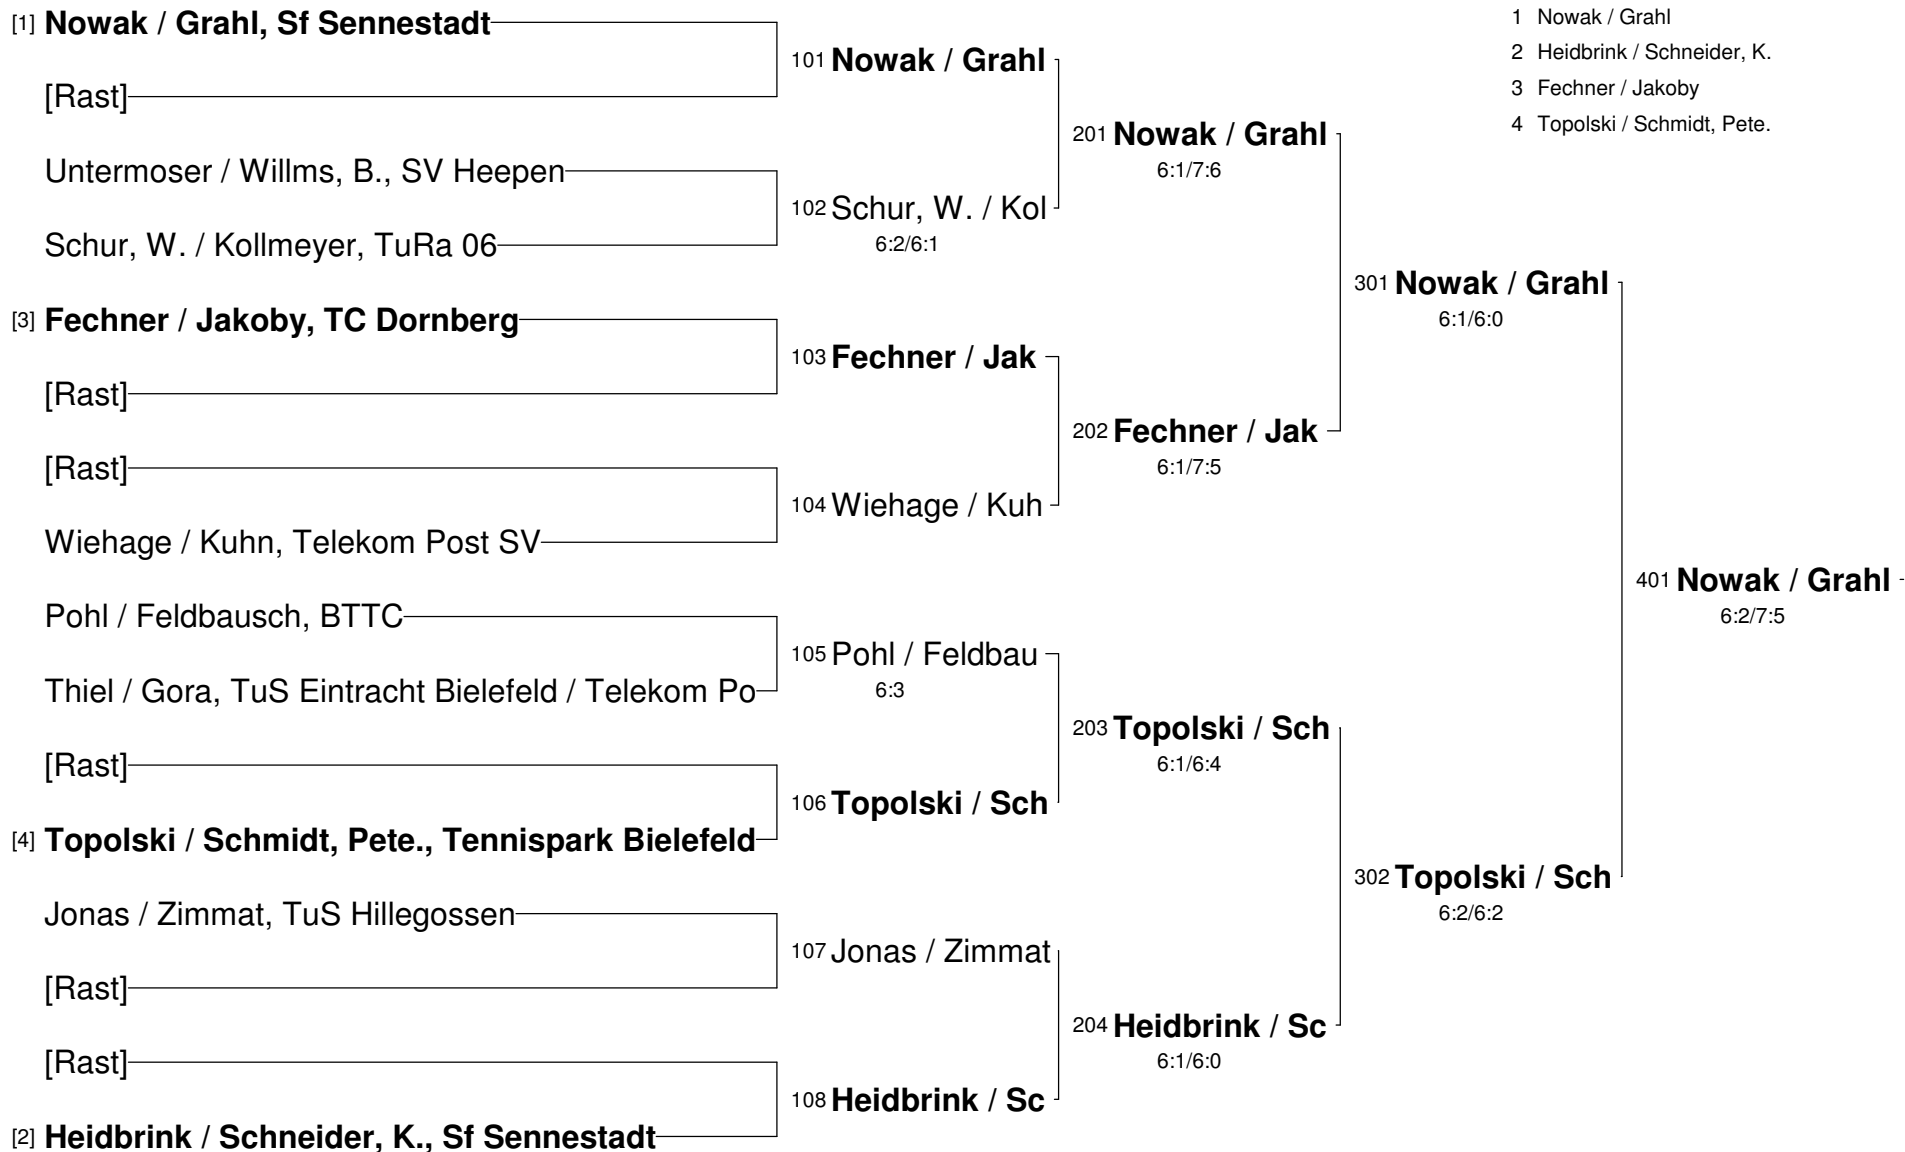 [1] Nowak / Grahl, Sf Sennestadt
[Rast]
Untermoser / Willms, B., SV Heepen
Schur, W. / Kollmeyer, TuRa 06
[3] Fechner / Jakoby, TC Dornberg
[Rast]
[Rast]
Wiehage / Kuhn, Telekom Post SV
Pohl / Feldbausch, BTTC
Thiel / Gora, TuS Eintracht Bielefeld / Telekom Po
[Rast]
[4] Topolski / Schmidt, Pete., Tennispark Bielefeld
Jonas / Zimmat, TuS Hillegossen
[Rast]
[Rast]
[2] Heidbrink / Schneider, K., Sf Sennestadt
101 Nowak / Grahl
102 Schur, W. / Kol
6:2/6:1
103 Fechner / Jak
104 Wiehage / Kuh
105 Pohl / Feldbau
6:3
106 Topolski / Sch
107 Jonas / Zimmat
108 Heidbrink / Sc
201 Nowak / Grahl
6:1/7:6
202 Fechner / Jak
6:1/7:5
203 Topolski / Sch
6:1/6:4
204 Heidbrink / Sc
6:1/6:0
301 Nowak / Grahl
6:1/6:0
302 Topolski / Sch
6:2/6:2
401 Nowak / Grahl
6:2/7:5
1 Nowak / Grahl
2 Heidbrink / Schneider, K.
3 Fechner / Jakoby
4 Topolski / Schmidt, Pete.